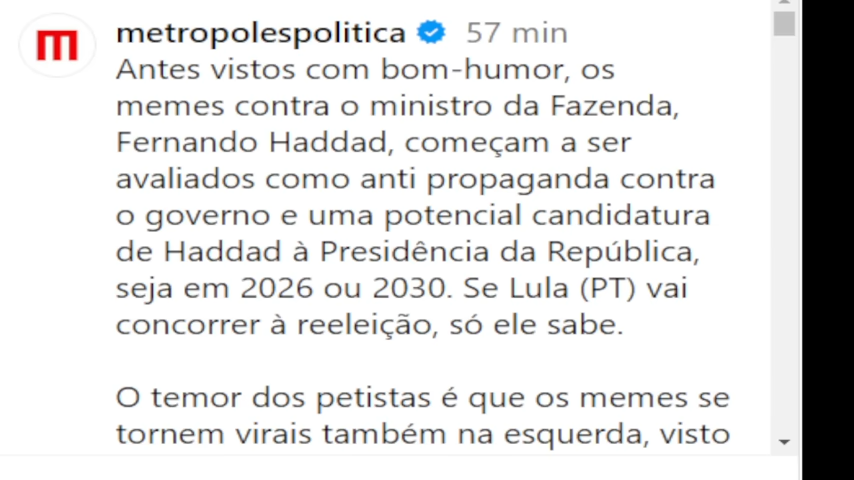 metropolespolitica 57 min
Antes vistos com bom-humor, os
memes contra o ministro da Fazenda,
Fernando Haddad, começam a ser
avaliados como anti propaganda contra
o governo e uma potencial candidatura
de Haddad à Presidência da República,
seja em 2026 ou 2030. Se Lula (PT) vai
concorrer à reeleição, só ele sabe.
O temor dos petistas é que os memes se
tornem virais também na esquerda, visto